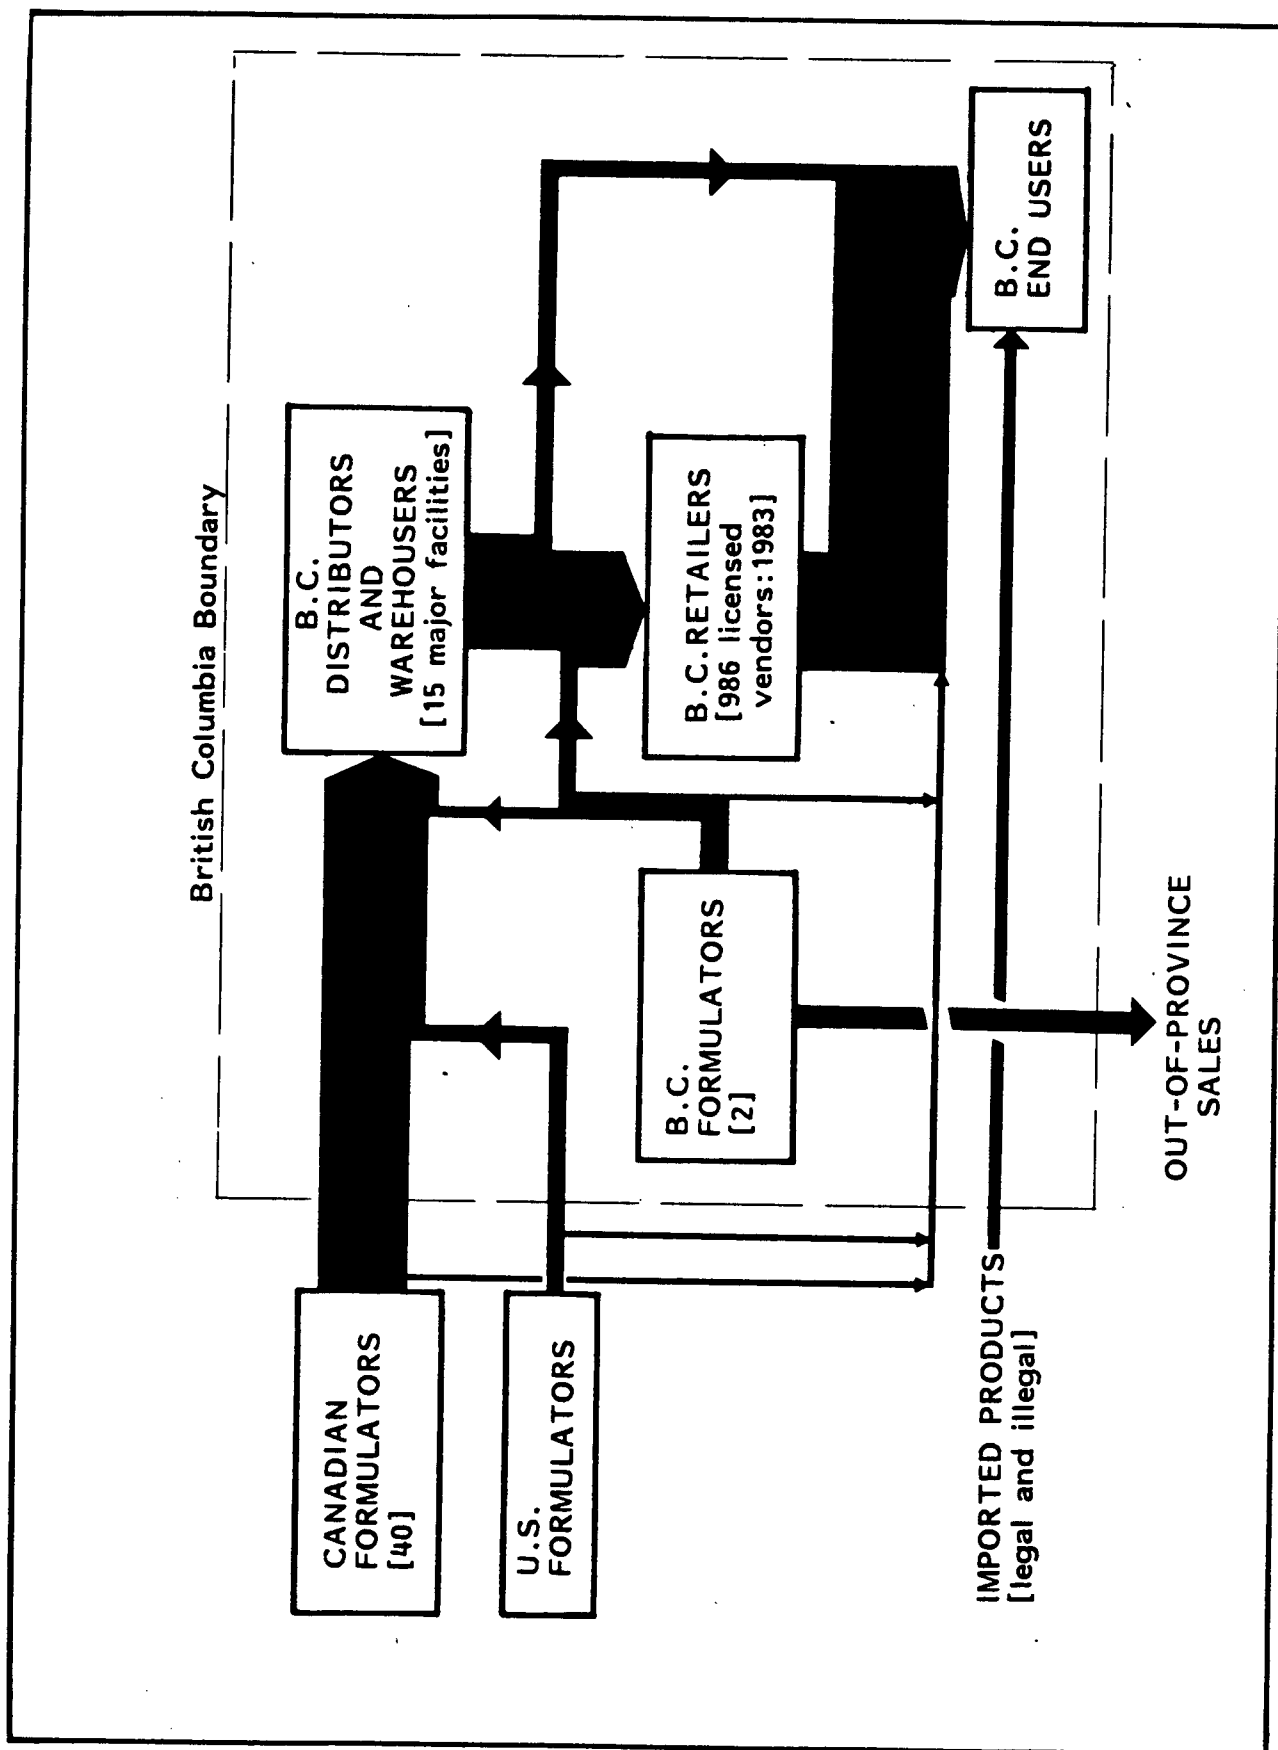 British Columbia Boundary
CANADIAN
FORMULATORS
[40]
U.S.
FORMULATORS
B.C.
DISTRIBUTORS
AND
WAREHOUSERS
[15 major facilities]
B.C.
FORMULATORS
[2]
B.C.RETAILERS
[986 licensed
vendors:1983]
B.C.
END USERS
IMPORTED PRODUCTS
[legal and illegal]
OUT-OF-PROVINCE
SALES